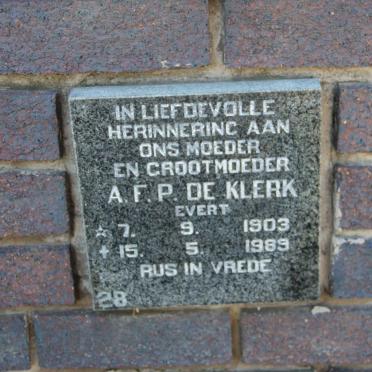 IN LIEFDEVOLLE
HERINNERING AAN
ONS MOEDER
EN GROOTMOEDER
A.F.P. DE KLERK
EVERT
☆ 7. 9. 1903
+ 15. 5. 1989
RUS IN VREDE
28